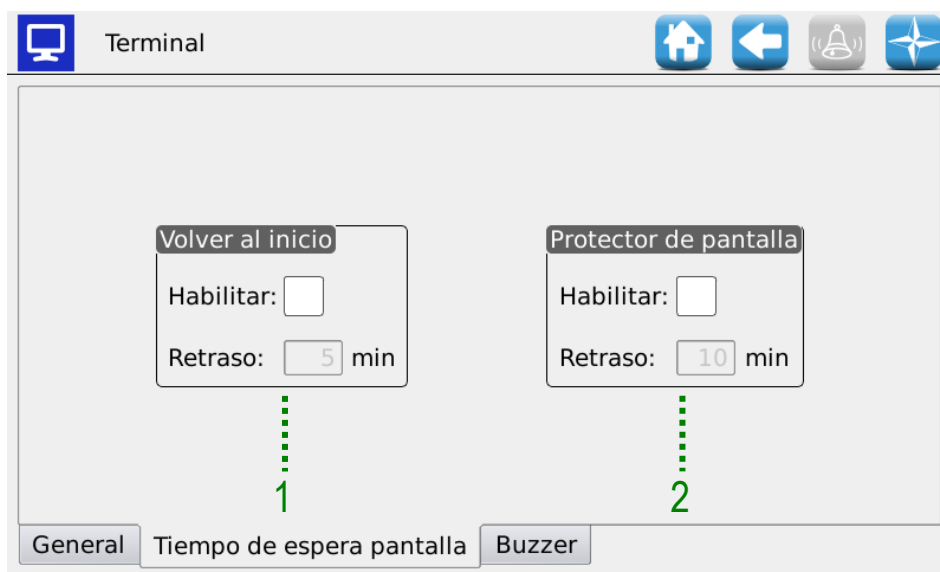 Terminal
Volver al inicio
Habilitar:
Retraso: 5 min
Protector de pantalla
Habilitar:
Retraso: 10 min
1
2
General
Tiempo de espera pantalla
Buzzer